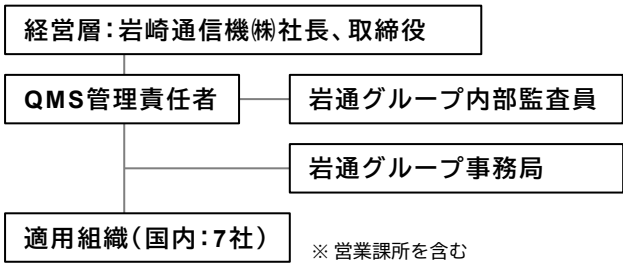 経営層：岩崎通信機㈱社長、取締役
QMS管理責任者
岩通グループ内部監査員
岩通グループ事務局
適用組織（国内：7社）
※ 営業課所を含む